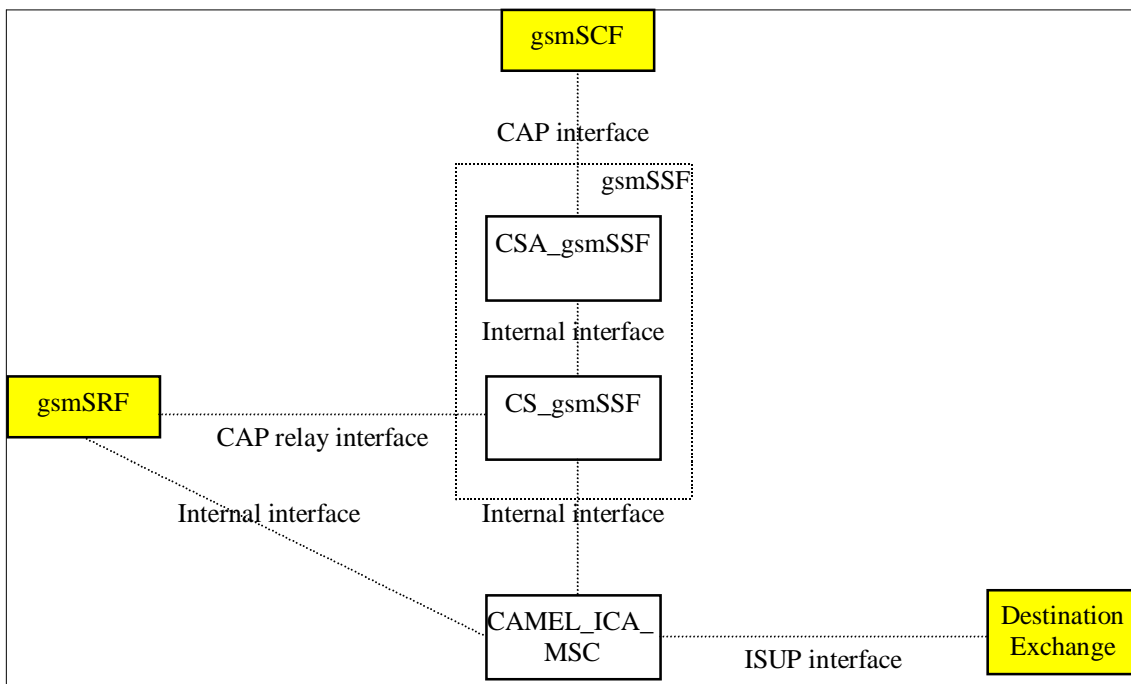 gsmSCF
CAP interface
gsmSSF
CSA_gsmSSF
Internal interface
gsmSRF
CS_gsmSSF
CAP relay interface
Internal interface
Internal interface
CAMEL_ICA_
MSC
Destination
Exchange
ISUP interface